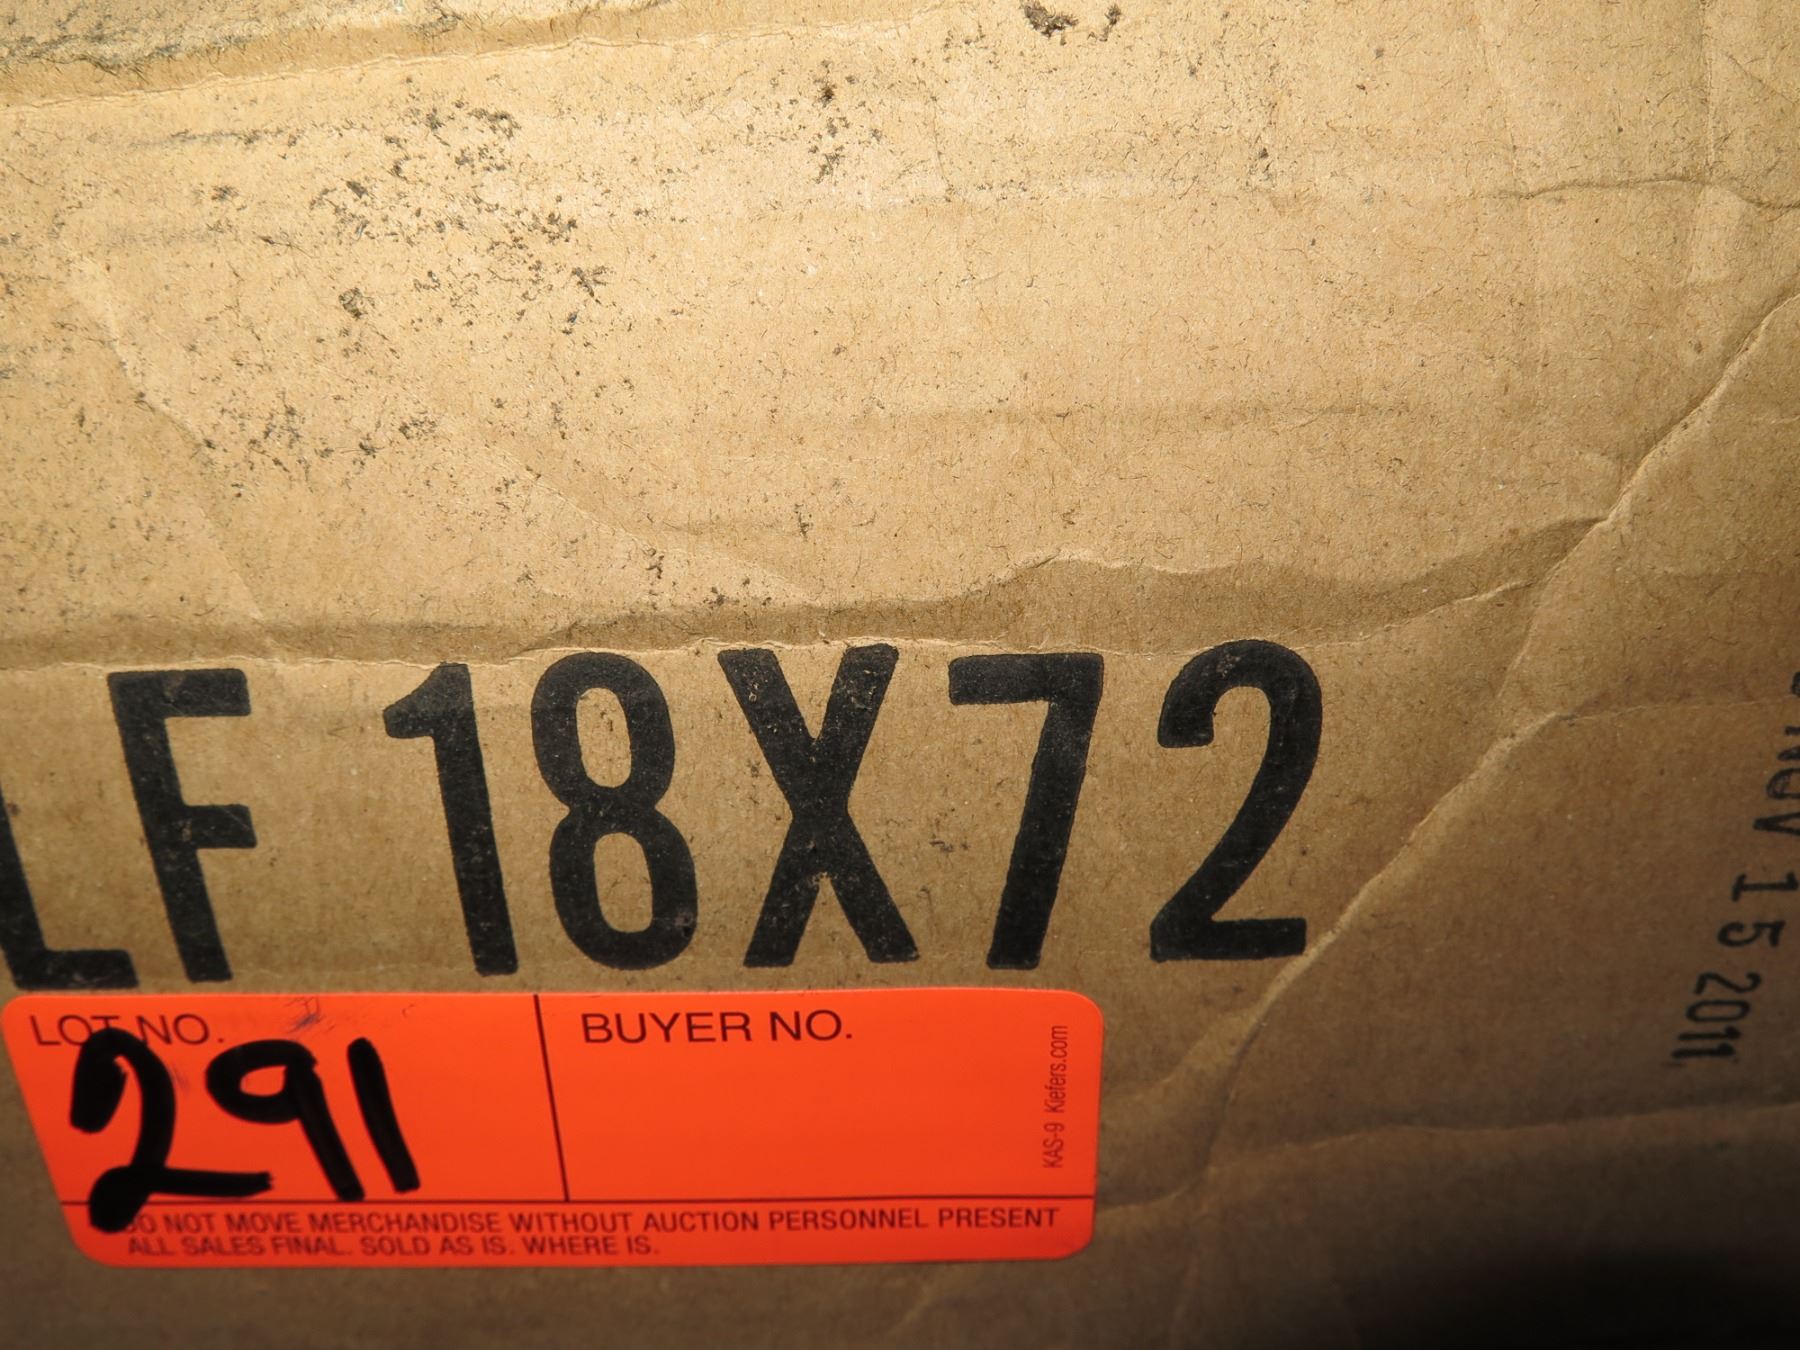 LF 18X72
NOV 15 2011
LOT NO.
291
BUYER NO.
KAS-9 Kiefers.com
DO NOT MOVE MERCHANDISE WITHOUT AUCTION PERSONNEL PRESENT
ALL SALES FINAL. SOLD AS IS. WHERE IS.